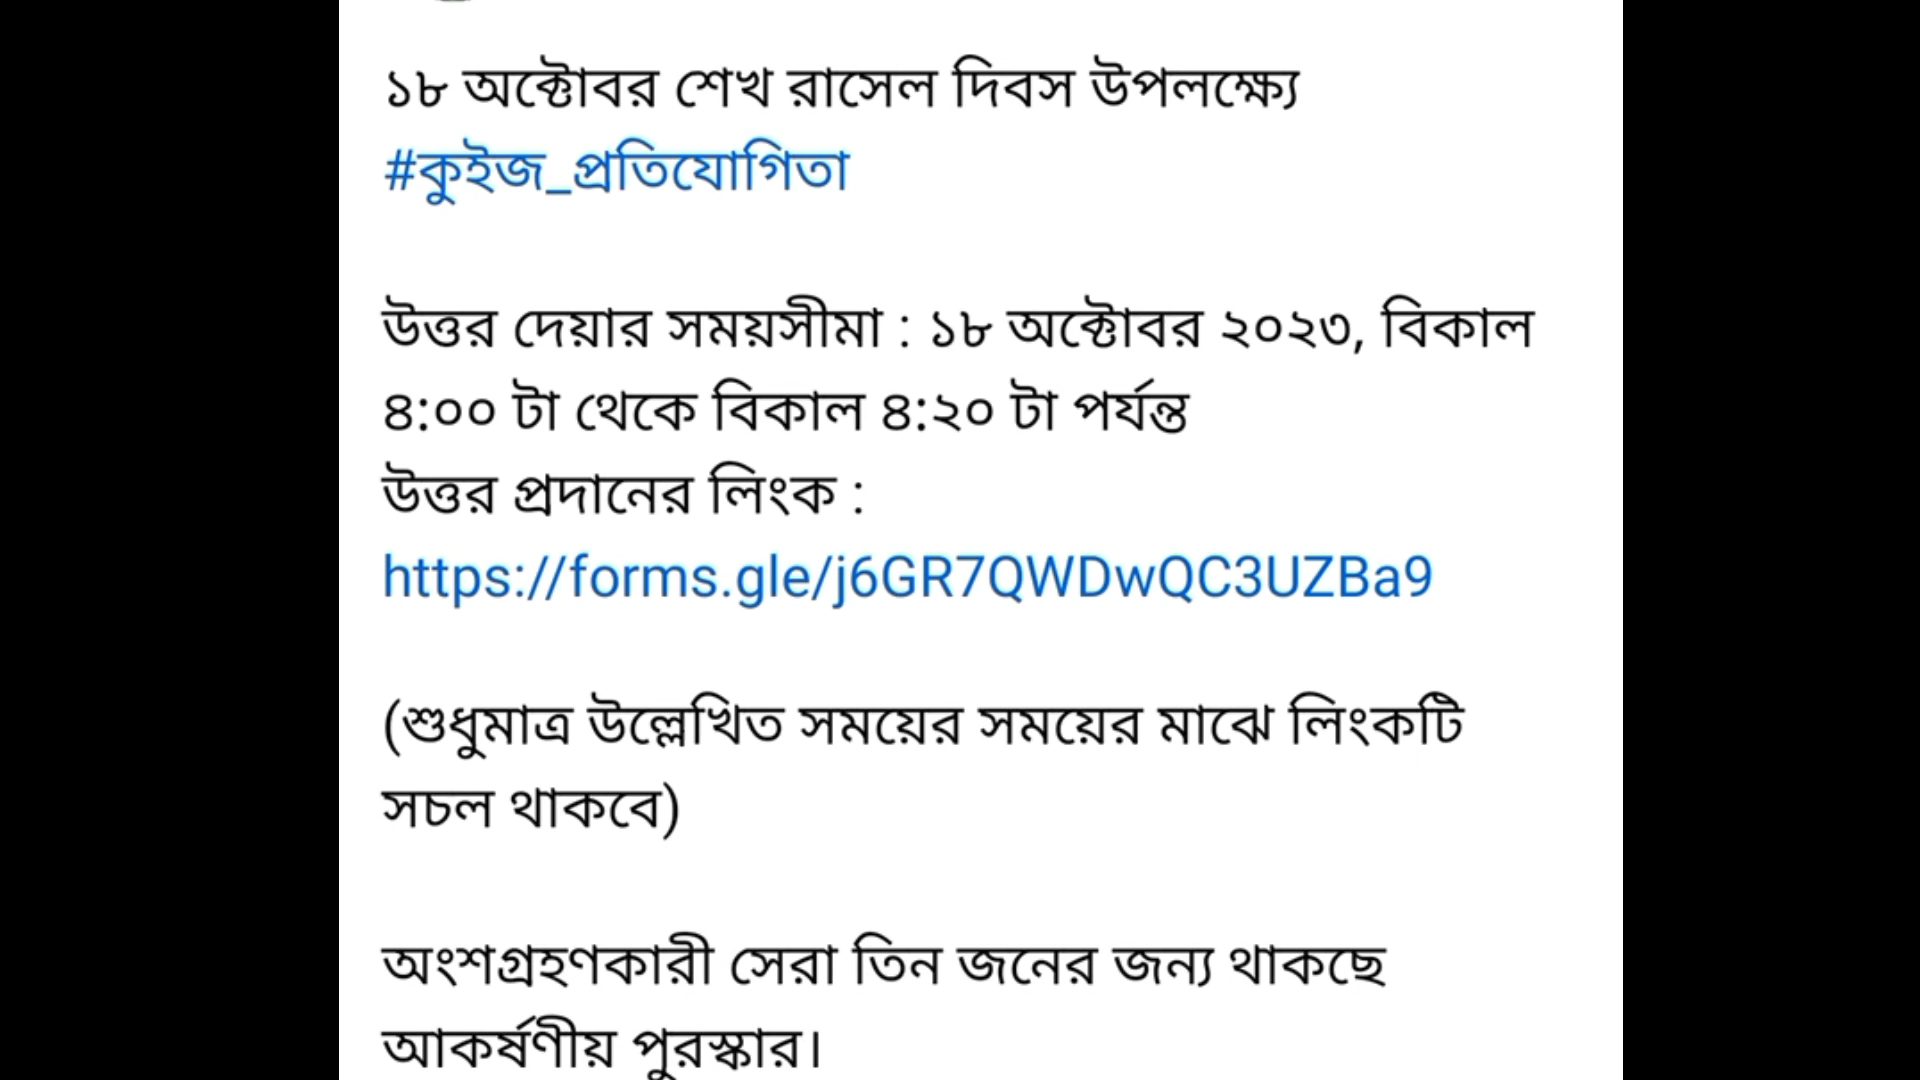 ১৮ অক্টোবর শেখ রাসেল দিবস উপলক্ষ্যে
#কুইজ_প্রতিযোগিতা
উত্তর দেয়ার সময়সীমা : ১৮ অক্টোবর ২০২৩, বিকাল
৪:০০ টা থেকে বিকাল ৪:২০ টা পর্যন্ত
উত্তর প্রদানের লিংক :
https://forms.gle/j6GR7QWDwQC3UZBa9
(শুধুমাত্র উল্লেখিত সময়ের সময়ের মাঝে লিংকটি
সচল থাকবে)
অংশগ্রহণকারী সেরা তিন জনের জন্য থাকছে
আকর্ষণীয় পুরস্কার।